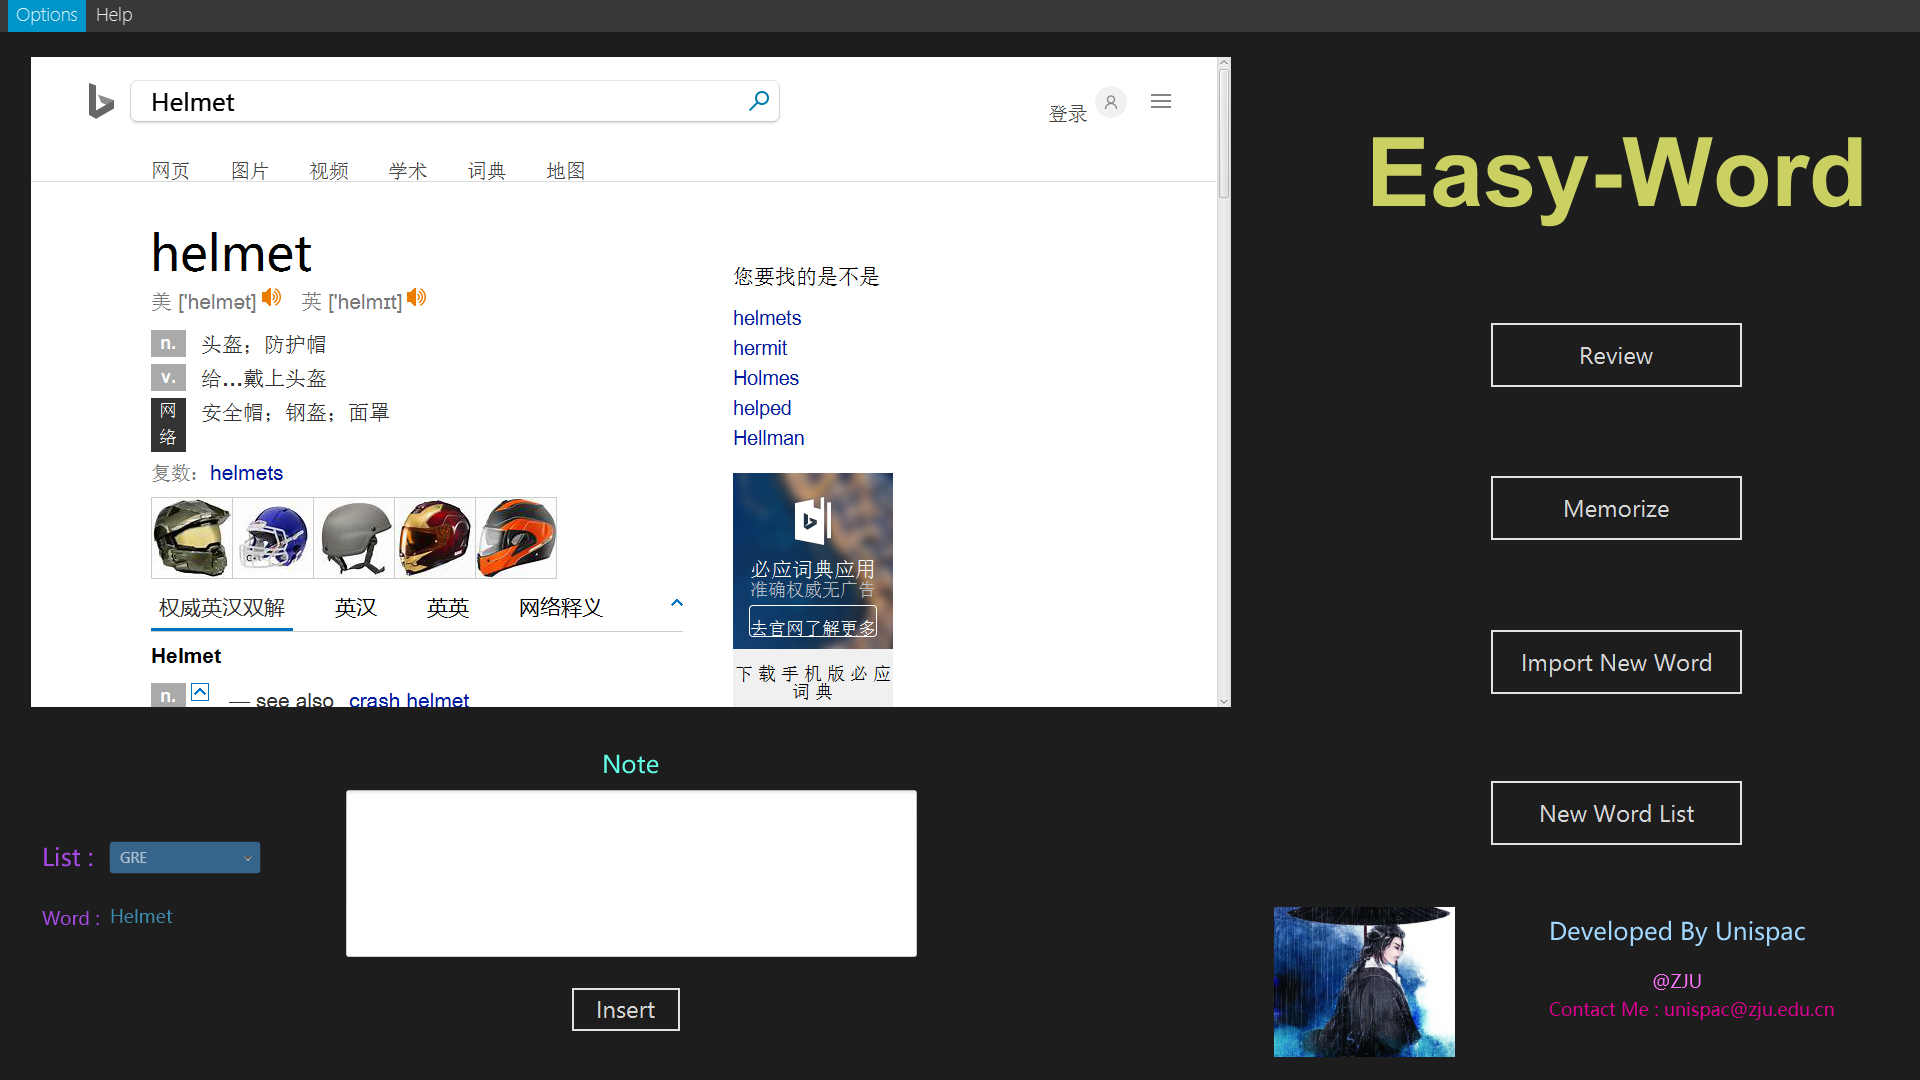 Options Help
Helmet
登录
网页 图片 视频 学术 词典 地图
Easy-Word
helmet
美 ['helmət] 英 ['helmɪt]
n. 头盔；防护帽
v. 给…戴上头盔
网络 安全帽；钢盔；面罩
复数：helmets
权威英汉双解 英汉 英英 网络释义
Helmet
n. — see also crash helmet
您要找的是不是
helmets
hermit
Holmes
helped
Hellman
必应词典应用
准确权威无广告
去官网了解更多
下载手机版必应
词典
Review
Memorize
Import New Word
New Word List
Note
List : GRE
Word : Helmet
Insert
Developed By Unispac
@ZJU
Contact Me : unispac@zju.edu.cn